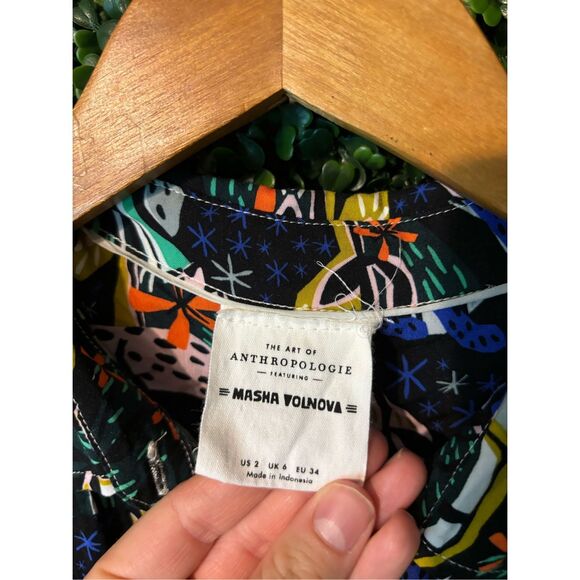 THE ART OF
ANTHROPOLOGIE
— FEATURING —
MASHA VOLNOVA
US 2 UK 6 EU 34
Made in Indonesia